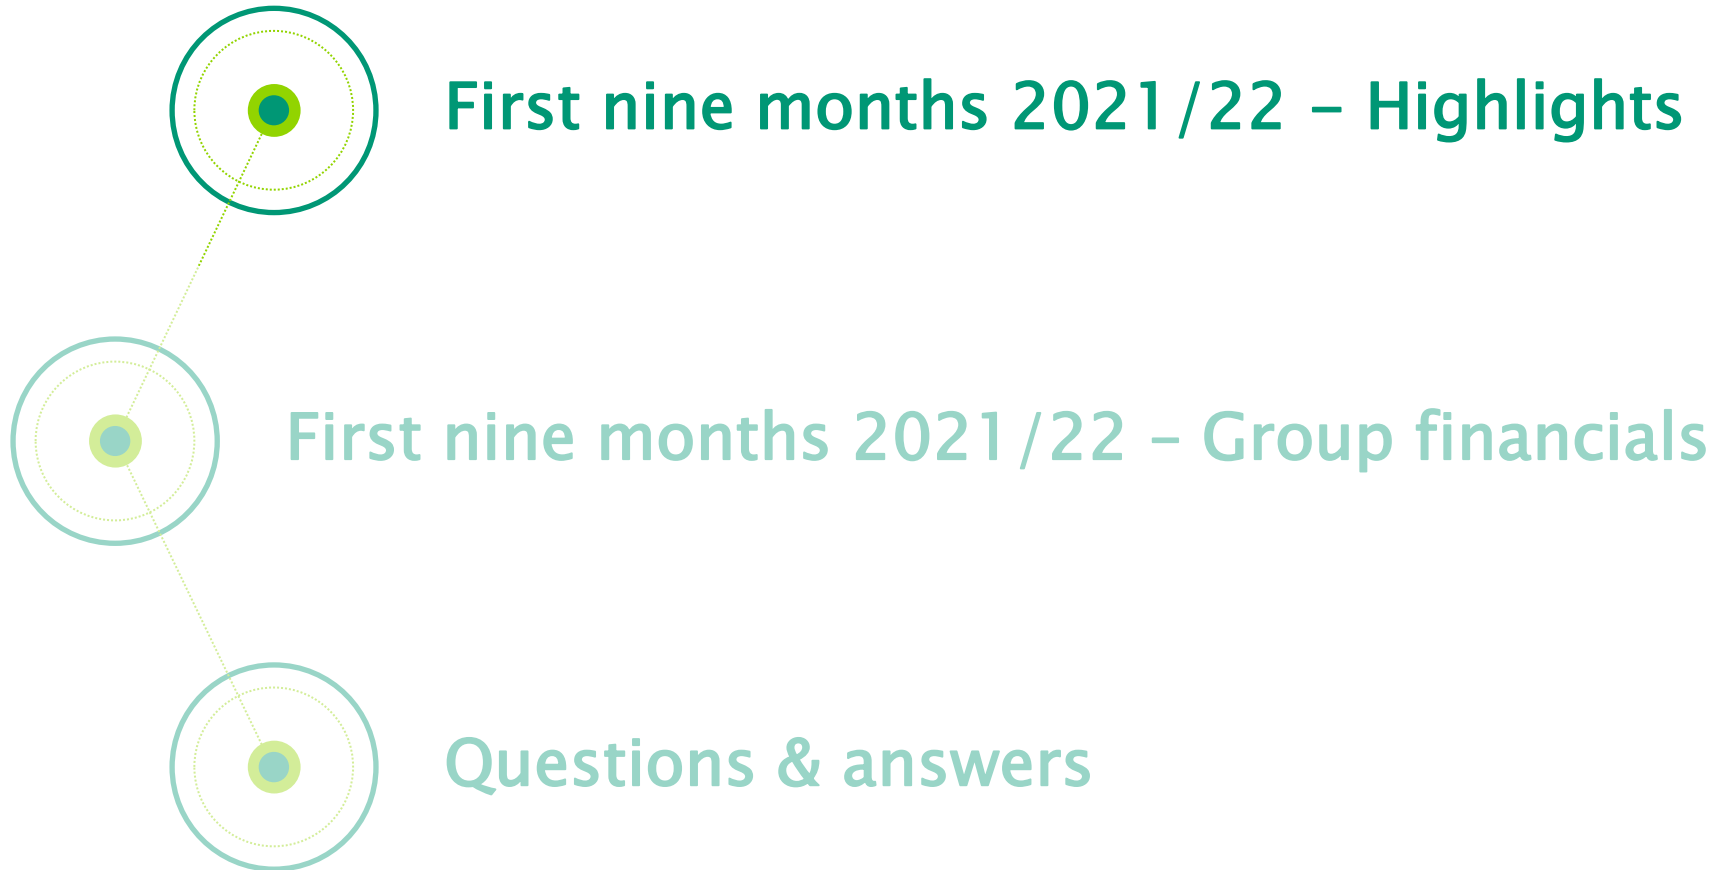 First nine months 2021/22 – Highlights
First nine months 2021/22 – Group financials
Questions & answers